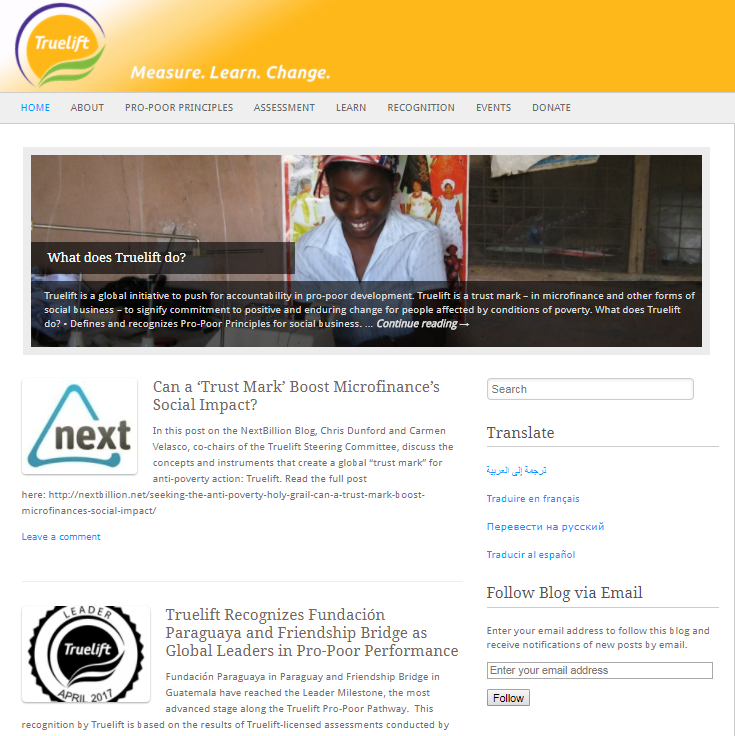 Truelift
Measure. Learn. Change.
HOME ABOUT PRO-POOR PRINCIPLES ASSESSMENT LEARN RECOGNITION EVENTS DONATE
What does Truelift do?
Truelift is a global initiative to push for accountability in pro-poor development. Truelift is a trust mark – in microfinance and other forms of
social business – to signify commitment to positive and enduring change for people affected by conditions of poverty. What does Truelift
do? • Defines and recognizes Pro-Poor Principles for social business. ... Continue reading →
next
Can a ‘Trust Mark’ Boost Microfinance’s
Social Impact?
In this post on the NextBillion Blog, Chris Dunford and Carmen
Velasco, co-chairs of the Truelift Steering Committee, discuss the
concepts and instruments that create a global “trust mark” for
anti-poverty action: Truelift. Read the full post
here: http://nextbillion.net/seeking-the-anti-poverty-holy-grail-can-a-trust-mark-boost-
microfinances-social-impact/
Leave a comment
LEADER
Truelift
APRIL 2017
Truelift Recognizes Fundación
Paraguaya and Friendship Bridge as
Global Leaders in Pro-Poor Performance
Fundación Paraguaya in Paraguay and Friendship Bridge in
Guatemala have reached the Leader Milestone, the most
advanced stage along the Truelift Pro-Poor Pathway. This
recognition by Truelift is based on the results of Truelift-licensed assessments conducted by
Search
Translate
ترجمة إلى العربية
Traduire en français
Перевести на русский
Traducir al español
Follow Blog via Email
Enter your email address to follow this blog and
receive notifications of new posts by email.
Enter your email address
Follow